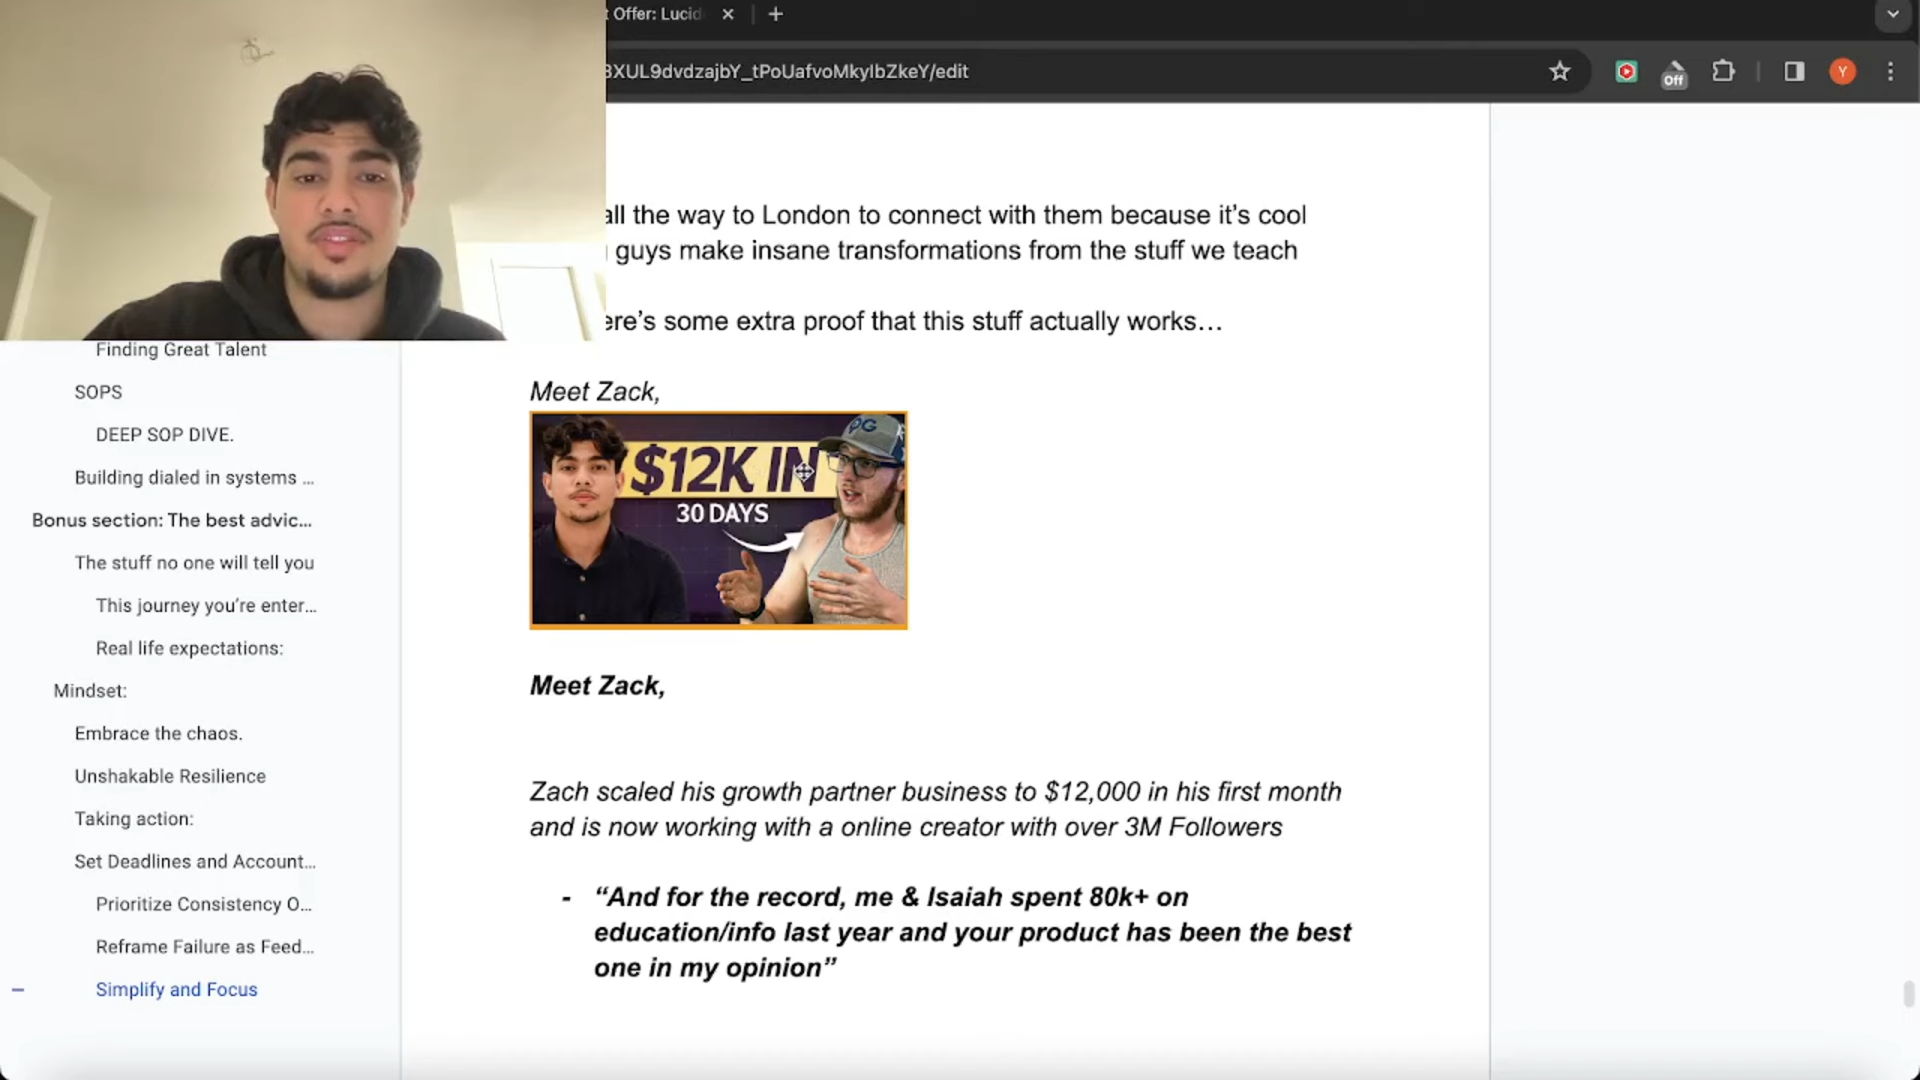 t Offer: Lucid
3XUL9dvdzajbY_tPoUafvoMkyIbZkeY/edit
Off
Y
all the way to London to connect with them because it's cool
guys make insane transformations from the stuff we teach
ere's some extra proof that this stuff actually works…
Meet Zack,
$12K IN
30 DAYS
PG
Meet Zack,
Zach scaled his growth partner business to $12,000 in his first month
and is now working with a online creator with over 3M Followers
- “And for the record, me & Isaiah spent 80k+ on
education/info last year and your product has been the best
one in my opinion”
Finding Great Talent
SOPS
DEEP SOP DIVE.
Building dialed in systems ...
Bonus section: The best advic...
The stuff no one will tell you
This journey you’re enter...
Real life expectations:
Mindset:
Embrace the chaos.
Unshakable Resilience
Taking action:
Set Deadlines and Account...
Prioritize Consistency O...
Reframe Failure as Feed...
Simplify and Focus